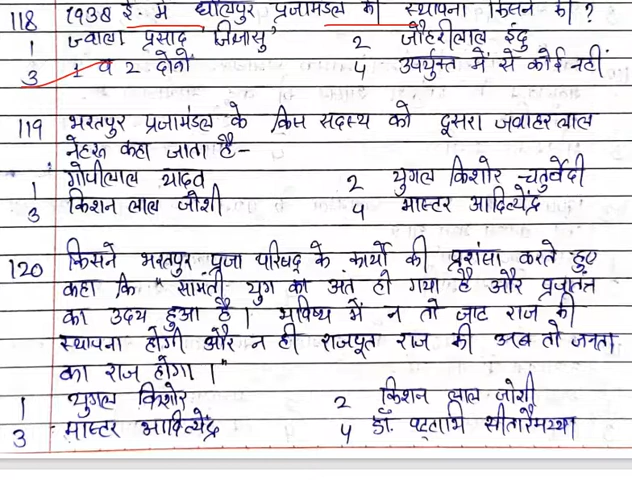 118 1938 ई. में धौलपुर प्रजामंडल की स्थापना किसने की ?
1 ज्वाला प्रसाद जिज्ञासु 2 जौहरीलाल इंदु
3 1 व 2 दोनों 4 उपर्युक्त में से कोई नहीं
119 भरतपुर प्रजामंडल के किस सदस्य को दूसरा जवाहर लाल
नेहरू कहा जाता है-
1 गोपीलाल यादव 2 युगल किशोर चतुर्वेदी
3 किशन लाल जोशी 4 मास्टर आदित्येंद्र
120 किसने भरतपुर प्रजा परिषद् के कार्यों की प्रशंसा करते हुए
कहा कि " सामंती युग का अंत हो गया है और प्रजातंत्र
का उदय हुआ है। भविष्य में न तो जाट राज की
स्थापना होगी और न ही राजपूत राज की अब तो जनता
का राज होगा।"
1 युगल किशोर 2 किशन लाल जोशी
3 मास्टर आदित्येंद्र 4 डॉ. पट्टाभि सीतारमैय्या